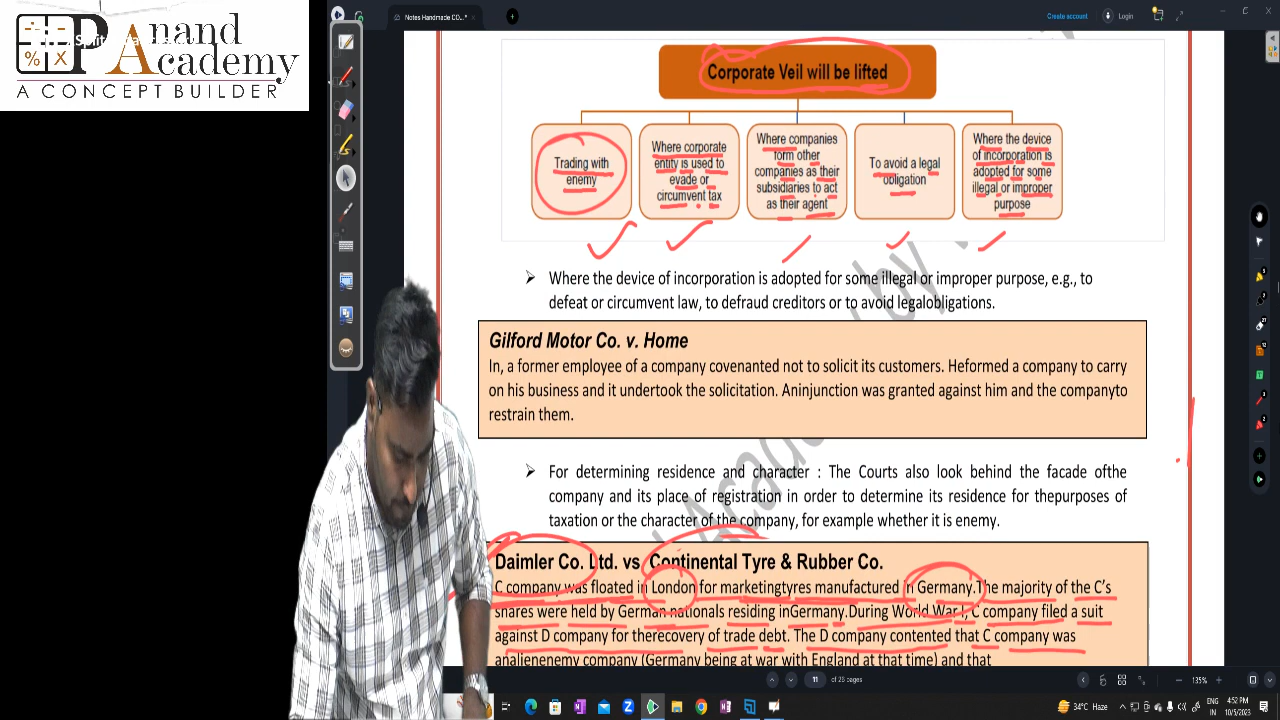 Anand
Academy
A CONCEPT BUILDER
Notes Handmade CO...*
Create account
Login
Corporate Veil will be lifted
Trading with
enemy
Where corporate
entity is used to
evade or
circumvent tax
Where companies
form other
companies as their
subsidiaries to act
as their agent
To avoid a legal
obligation
Where the device
of incorporation is
adopted for some
illegal or improper
purpose
Where the device of incorporation is adopted for some illegal or improper purpose, e.g., to
defeat or circumvent law, to defraud creditors or to avoid legalobligations.
Gilford Motor Co. v. Home
In, a former employee of a company covenanted not to solicit its customers. Heformed a company to carry
on his business and it undertook the solicitation. Aninjunction was granted against him and the companyto
restrain them.
For determining residence and character : The Courts also look behind the facade ofthe
company and its place of registration in order to determine its residence for thepurposes of
taxation or the character of the company, for example whether it is enemy.
Daimler Co. Ltd. vs Continental Tyre & Rubber Co.
C company was floated in London for marketingtyres manufactured in Germany.The majority of the C's
shares were held by German nationals residing inGermany.During World War I, C company filed a suit
against D company for therecovery of trade debt. The D company contented that C company was
analienenemy company (Germany being at war with England at that time) and that
11 of 26 pages
135%
34°C Haze
ENG
IN
4:52 PM
10/5/2023